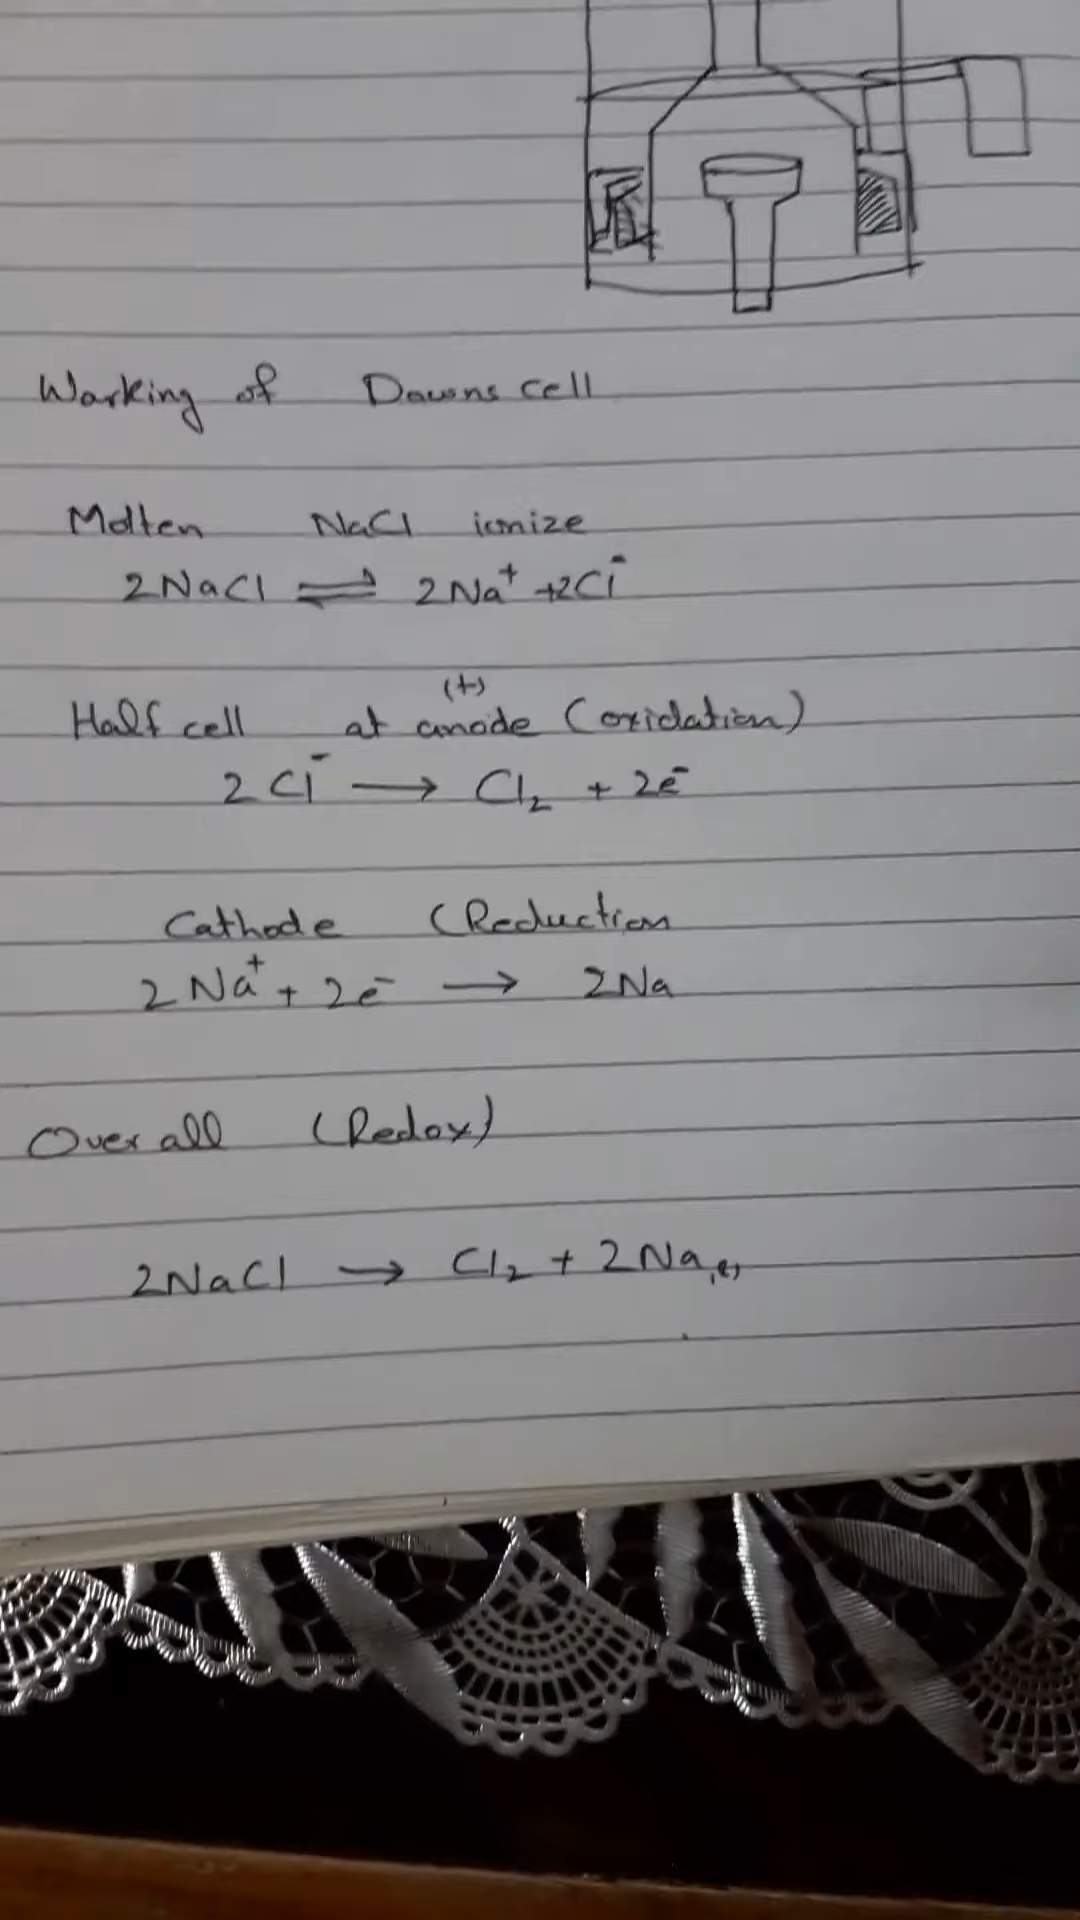 Working of Downs cell
Molten NaCl ionize
2NaCl ⇌ 2Na⁺ +2Cl⁻
(+)
Half cell at anode (oxidation)
2Cl⁻ → Cl₂ + 2e⁻
Cathode (Reduction
2Na⁺ + 2e⁻ → 2Na
Over all (Redox)
2NaCl → Cl₂ + 2Na₍ℓ₎